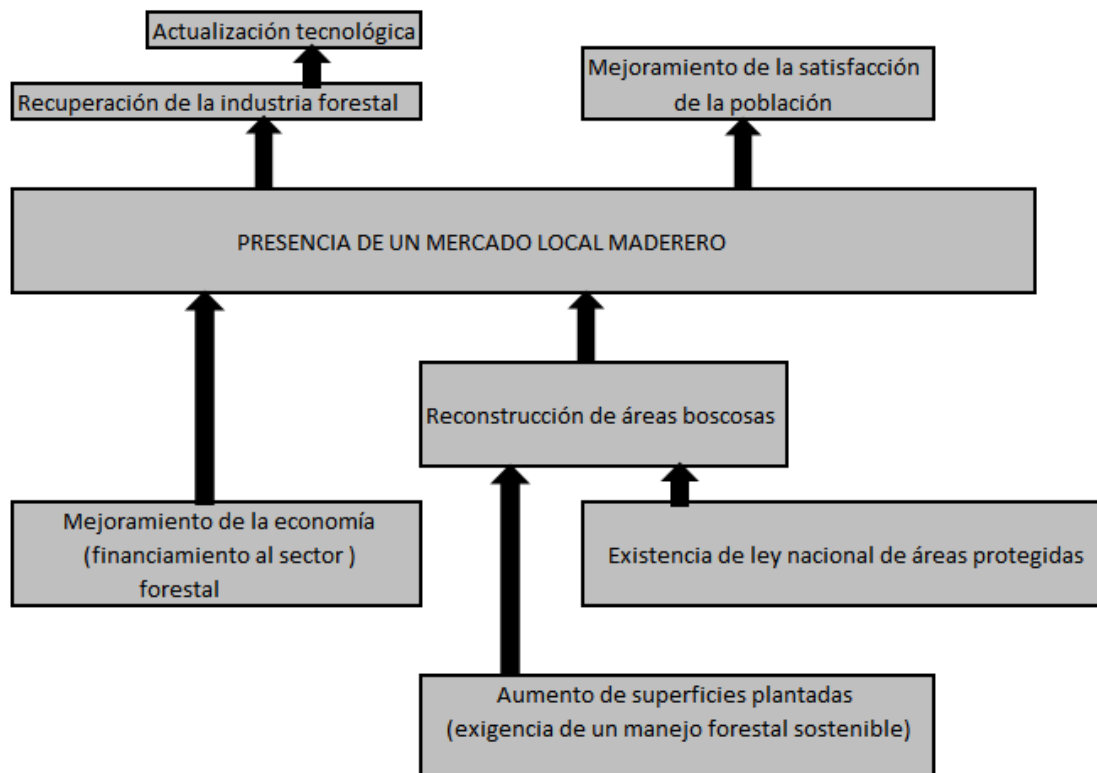 Actualización tecnológica
Recuperación de la industria forestal
Mejoramiento de la satisfacción
de la población
PRESENCIA DE UN MERCADO LOCAL MADERERO
Reconstrucción de áreas boscosas
Mejoramiento de la economía
(financiamiento al sector )
forestal
Existencia de ley nacional de áreas protegidas
Aumento de superficies plantadas
(exigencia de un manejo forestal sostenible)